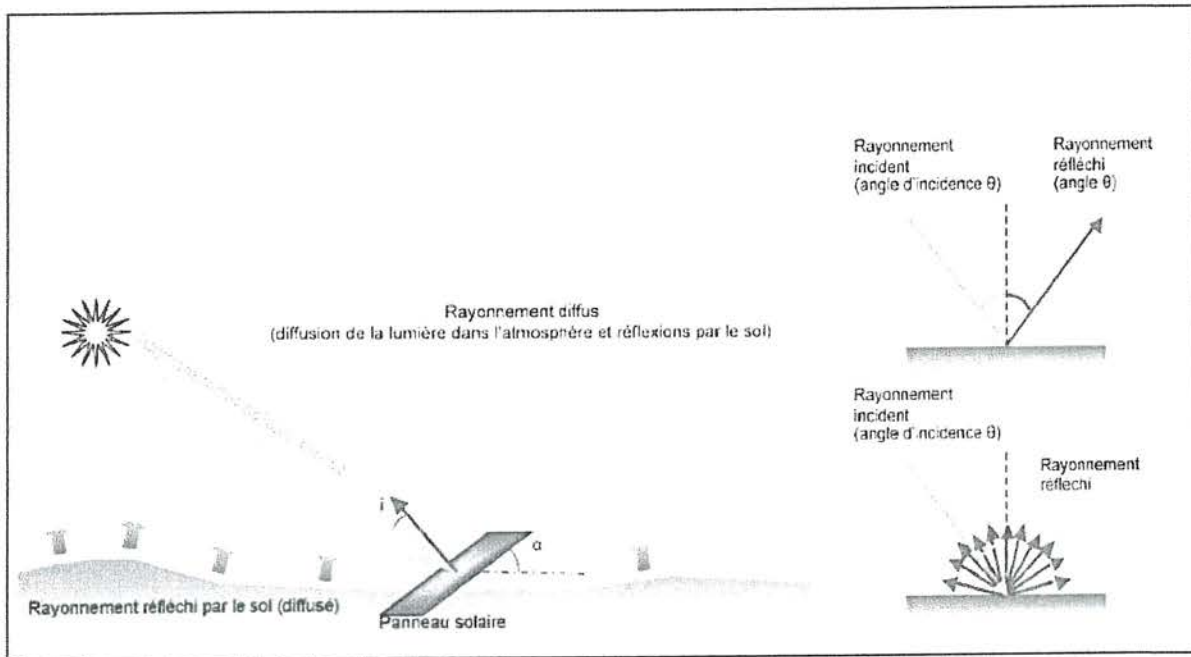 Rayonnement
incident
(angle d'incidence θ)
Rayonnement
réfléchi
(angle θ)
Rayonnement diffus
(diffusion de la lumière dans l'atmosphère et réflexions par le sol)
Rayonnement
incident
(angle d'incidence θ)
Rayonnement
réflechi
i
α
Rayonnement réfléchi par le sol (diffusé)
Panneau solaire